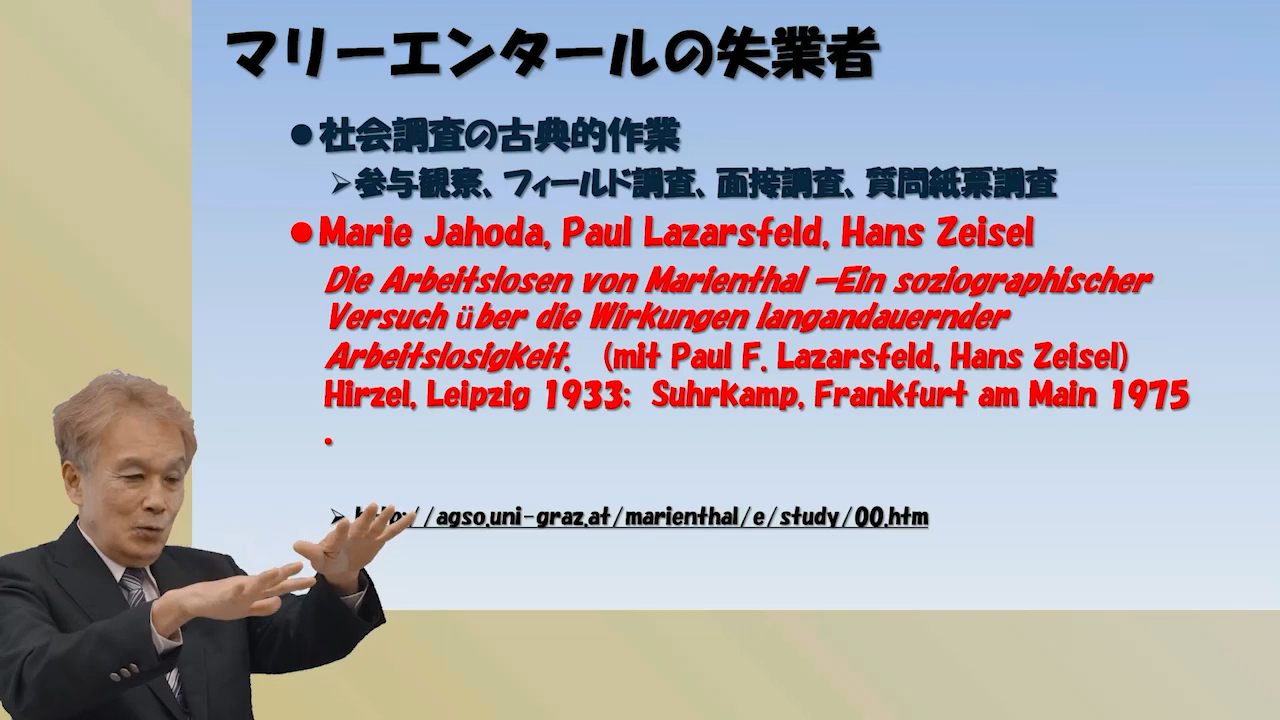 マリーエンタールの失業者
●社会調査の古典的作業
➢参与観察、フィールド調査、面接調査、質問紙票調査
●Marie Jahoda, Paul Lazarsfeld, Hans Zeisel
Die Arbeitslosen von Marienthal —Ein soziographischer
Versuch über die Wirkungen langandauernder
Arbeitslosigkeit. (mit Paul F. Lazarsfeld, Hans Zeisel)
Hirzel, Leipzig 1933: Suhrkamp, Frankfurt am Main 1975
.
➢ //agso.uni-graz.at/marienthal/e/study/00.htm